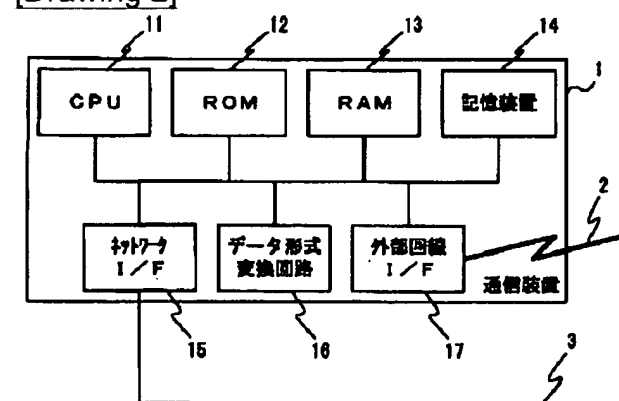 11 12 13 14
CPU ROM RAM 記憶装置 1
2
ネットワーク データ形式 外部回線
I/F 変換回路 I/F
通信装置
15 16 17
3